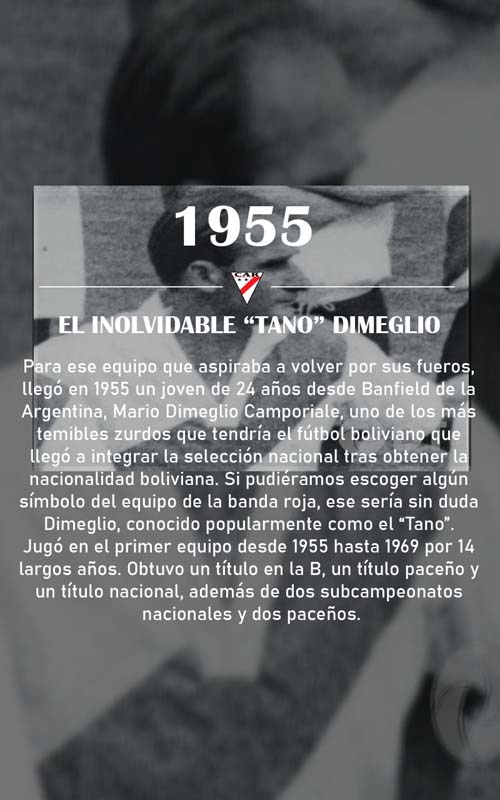 1955
CAR
EL INOLVIDABLE “TANO” DIMEGLIO
Para ese equipo que aspiraba a volver por sus fueros,
llegó en 1955 un joven de 24 años desde Banfield de la
Argentina, Mario Dimeglio Camporiale, uno de los más
temibles zurdos que tendría el fútbol boliviano que
llegó a integrar la selección nacional tras obtener la
nacionalidad boliviana. Si pudiéramos escoger algún
símbolo del equipo de la banda roja, ese sería sin duda
Dimeglio, conocido popularmente como el “Tano”.
Jugó en el primer equipo desde 1955 hasta 1969 por 14
largos años. Obtuvo un título en la B, un título paceño y
un título nacional, además de dos subcampeonatos
nacionales y dos paceños.